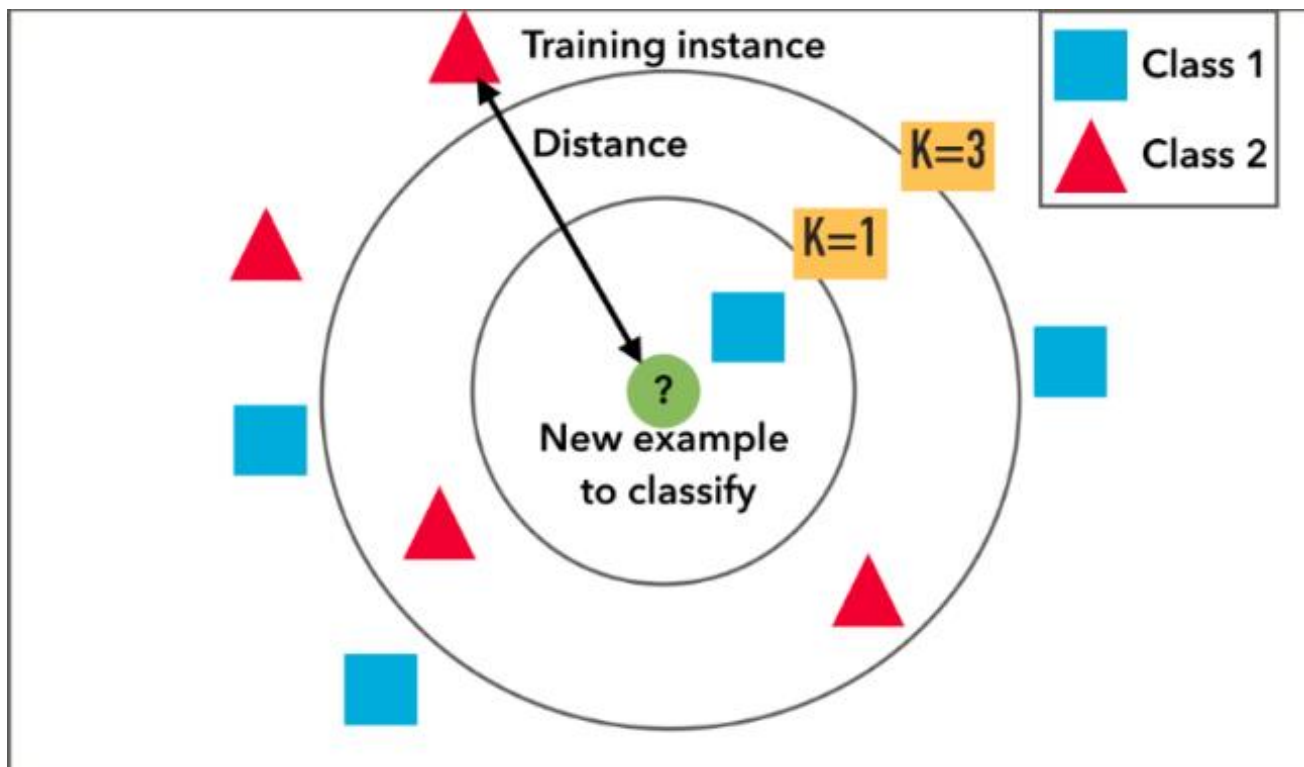 Training instance
Class 1
Distance
K=3
Class 2
K=1
?
New example
to classify